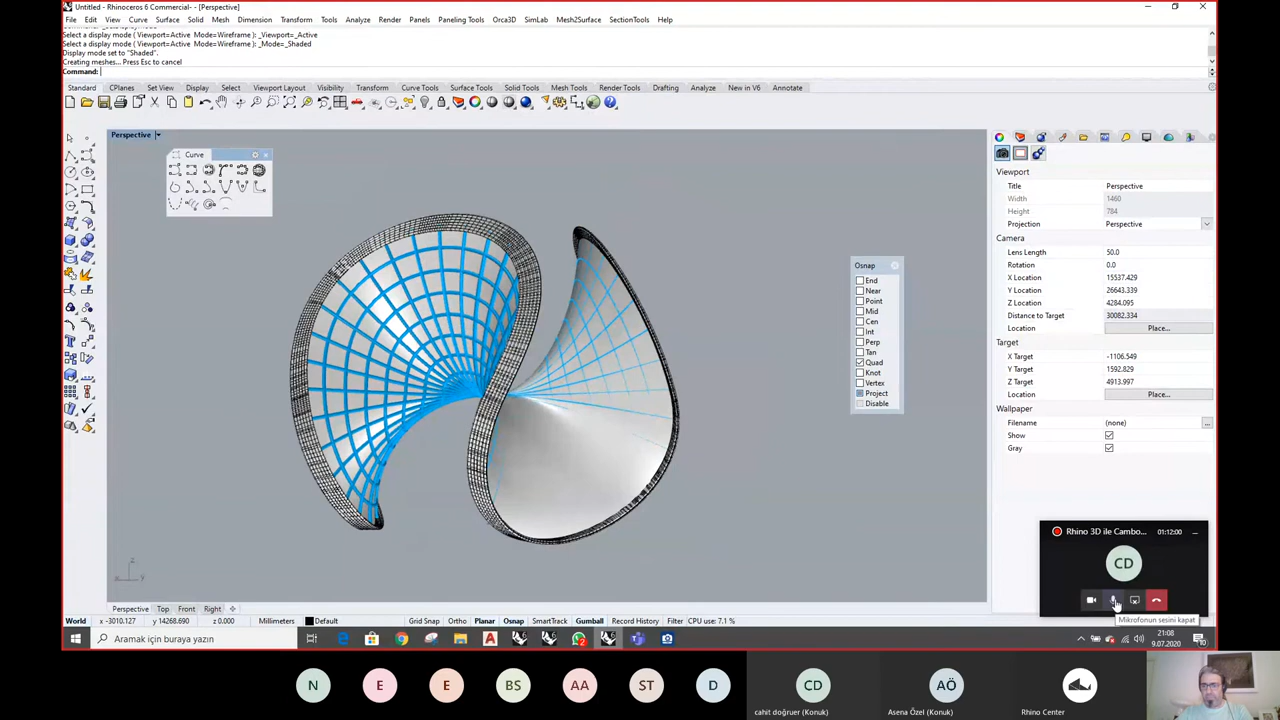 Untitled - Rhinoceros 6 Commercial- - [Perspective]
File Edit View Curve Surface Solid Mesh Dimension Transform Tools Analyze Render Panels Paneling Tools Orca3D SimLab Mesh2Surface SectionTools Help
Select a display mode ( Viewport=Active Mode=Wireframe ): _Viewport=_Active
Select a display mode ( Viewport=Active Mode=Wireframe ): _Mode=_Shaded
Display mode set to "Shaded".
Creating meshes... Press Esc to cancel
Command:
Standard CPlanes Set View Display Select Viewport Layout Visibility Transform Curve Tools Surface Tools Solid Tools Mesh Tools Render Tools Drafting Analyze New in V6 Annotate
Perspective
Curve
Osnap
End
Near
Point
Mid
Cen
Int
Perp
Tan
Quad
Knot
Vertex
Project
Disable
Viewport
Title Perspective
Width 1460
Height 784
Projection Perspective
Camera
Lens Length 50.0
Rotation 0.0
X Location 15537.429
Y Location 26643.339
Z Location 4284.095
Distance to Target 30082.334
Location Place...
Target
X Target -1106.549
Y Target 1592.829
Z Target 4913.997
Location Place...
Wallpaper
Filename (none) ...
Show
Gray
Rhino 3D ile Cambo... 01:12:00
CD
Mikrofonun sesini kapat
z
y
Perspective Top Front Right
World x -3010.127 y 14268.690 z Millimeters Default Grid Snap Ortho Planar Osnap SmartTrack Gumball Record History Filter CPU use: 7.1 %
Aramak için buraya yazın
21:08
9.07.2020
N E E BS AA ST D CD AÖ
cahit doğruer (Konuk) Asena Özel (Konuk) Rhino Center